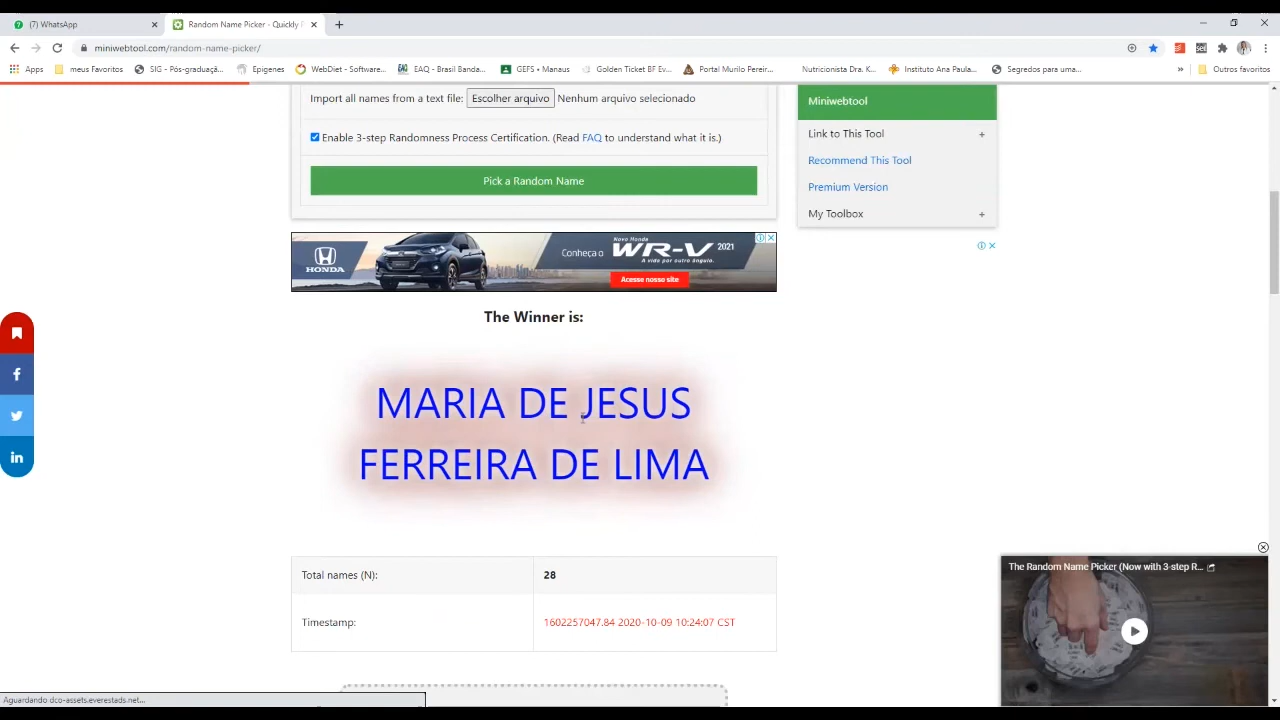 (7) WhatsApp
Random Name Picker - Quickly
miniwebtool.com/random-name-picker/
Apps
meus Favoritos
SIG - Pós-graduaçã...
Epigenes
WebDiet - Software...
EAQ - Brasil Banda...
GEFS | Manaus
Golden Ticket BF Ev...
Portal Murilo Pereir...
Nutricionista Dra. K...
Instituto Ana Paula...
Segredos para uma...
»
Outros favoritos
Import all names from a text file: Escolher arquivo Nenhum arquivo selecionado
Enable 3-step Randomness Process Certification. (Read FAQ to understand what it is.)
Pick a Random Name
Miniwebtool
Link to This Tool +
Recommend This Tool
Premium Version
My Toolbox +
HONDA
Conheça o
Novo Honda
WR-V 2021
A vida por outro ângulo.
Acesse nosso site
The Winner is:
MARIA DE JESUS
FERREIRA DE LIMA
Total names (N): 28
Timestamp: 1602257047.84 2020-10-09 10:24:07 CST
The Random Name Picker (Now with 3-step R...
Aguardando dco-assets.everestads.net...